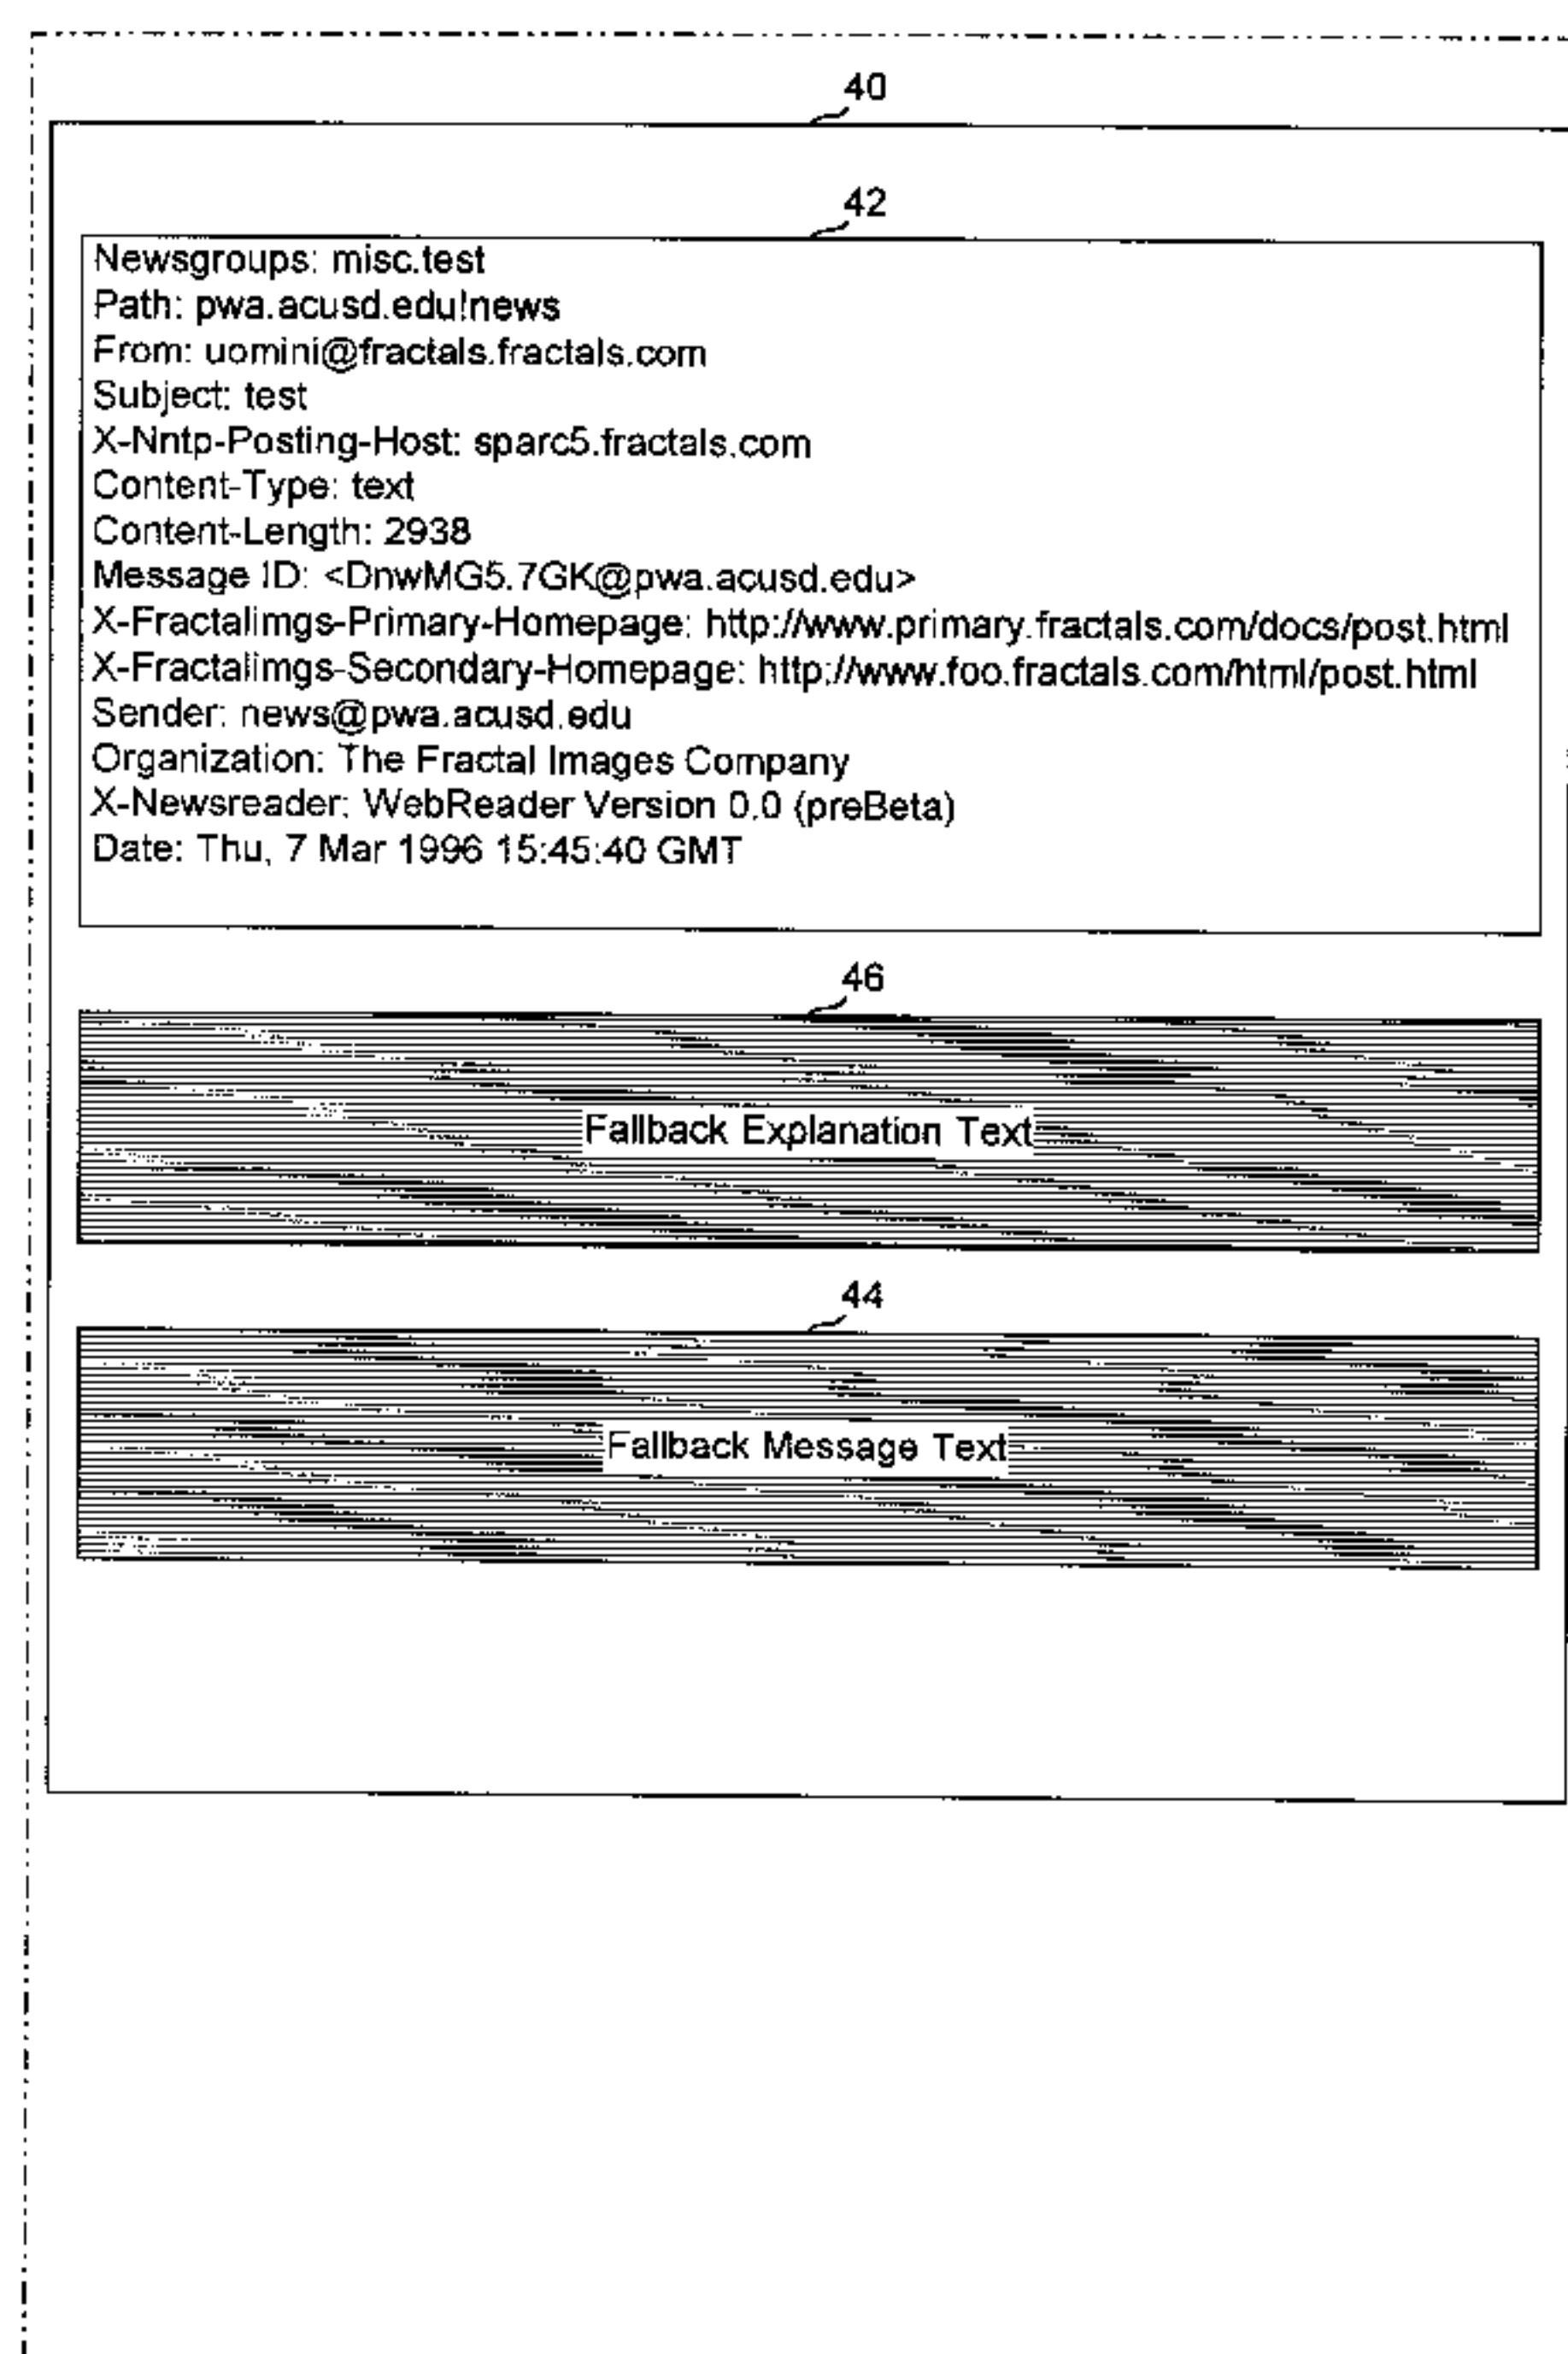 40
42
Newsgroups: misc.test
Path: pwa.acusd.edu!news
From: uomini@fractals.fractals.com
Subject: test
X-Nntp-Posting-Host: sparc5.fractals.com
Content-Type: text
Content-Length: 2938
Message ID: <DnwMG5.7GK@pwa.acusd.edu>
X-Fractalimgs-Primary-Homepage: http://www.primary.fractals.com/docs/post.html
X-Fractalimgs-Secondary-Homepage: http://www.foo.fractals.com/html/post.html
Sender: news@pwa.acusd.edu
Organization: The Fractal Images Company
X-Newsreader: WebReader Version 0.0 (preBeta)
Date: Thu, 7 Mar 1996 15:45:40 GMT
46
Fallback Explanation Text
44
Fallback Message Text